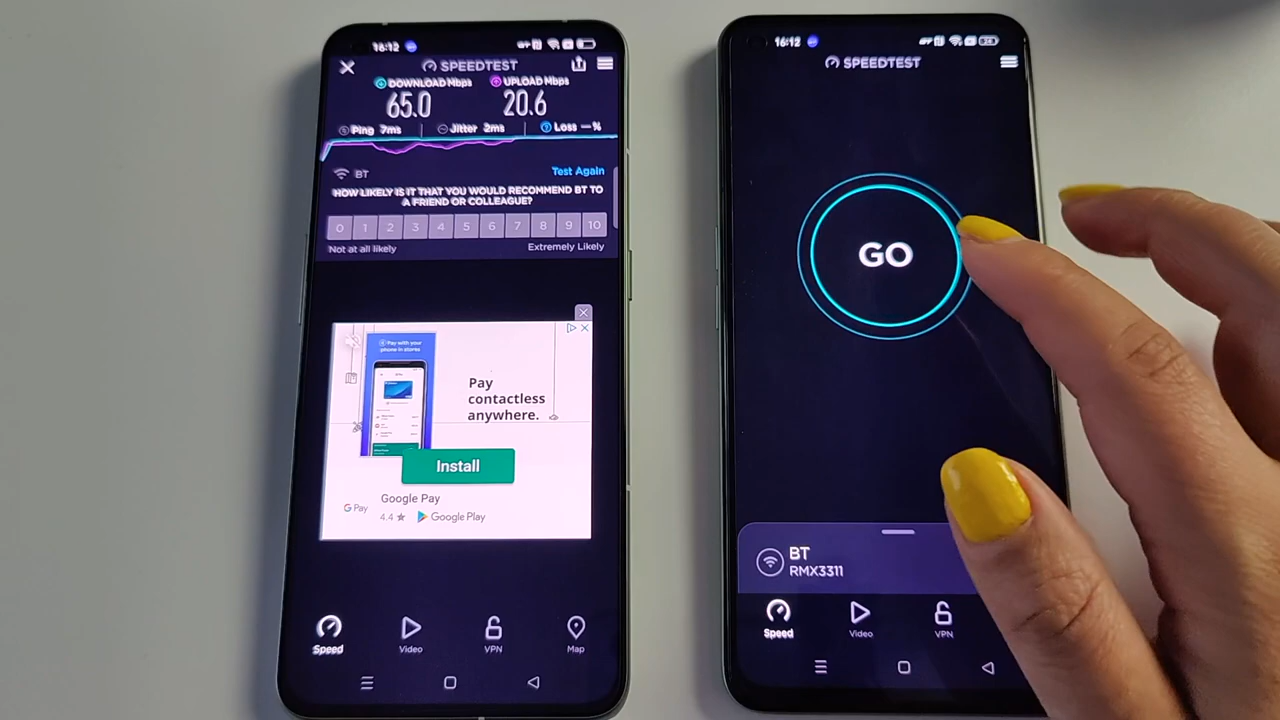 16:12
SPEEDTEST
DOWNLOAD Mbps
UPLOAD Mbps
65.0
20.6
Ping 7ms
Jitter 2ms
Loss —%
BT
Test Again
HOW LIKELY IS IT THAT YOU WOULD RECOMMEND BT TO
A FRIEND OR COLLEAGUE?
0 1 2 3 4 5 6 7 8 9 10
Not at all likely
Extremely Likely
Pay with your
phone in stores
Pay
contactless
anywhere.
Install
Google Pay
G Pay
4.4 ★
Google Play
Speed
Video
VPN
Map
16:12
SPEEDTEST
GO
BT
RMX3311
Speed
Video
VPN